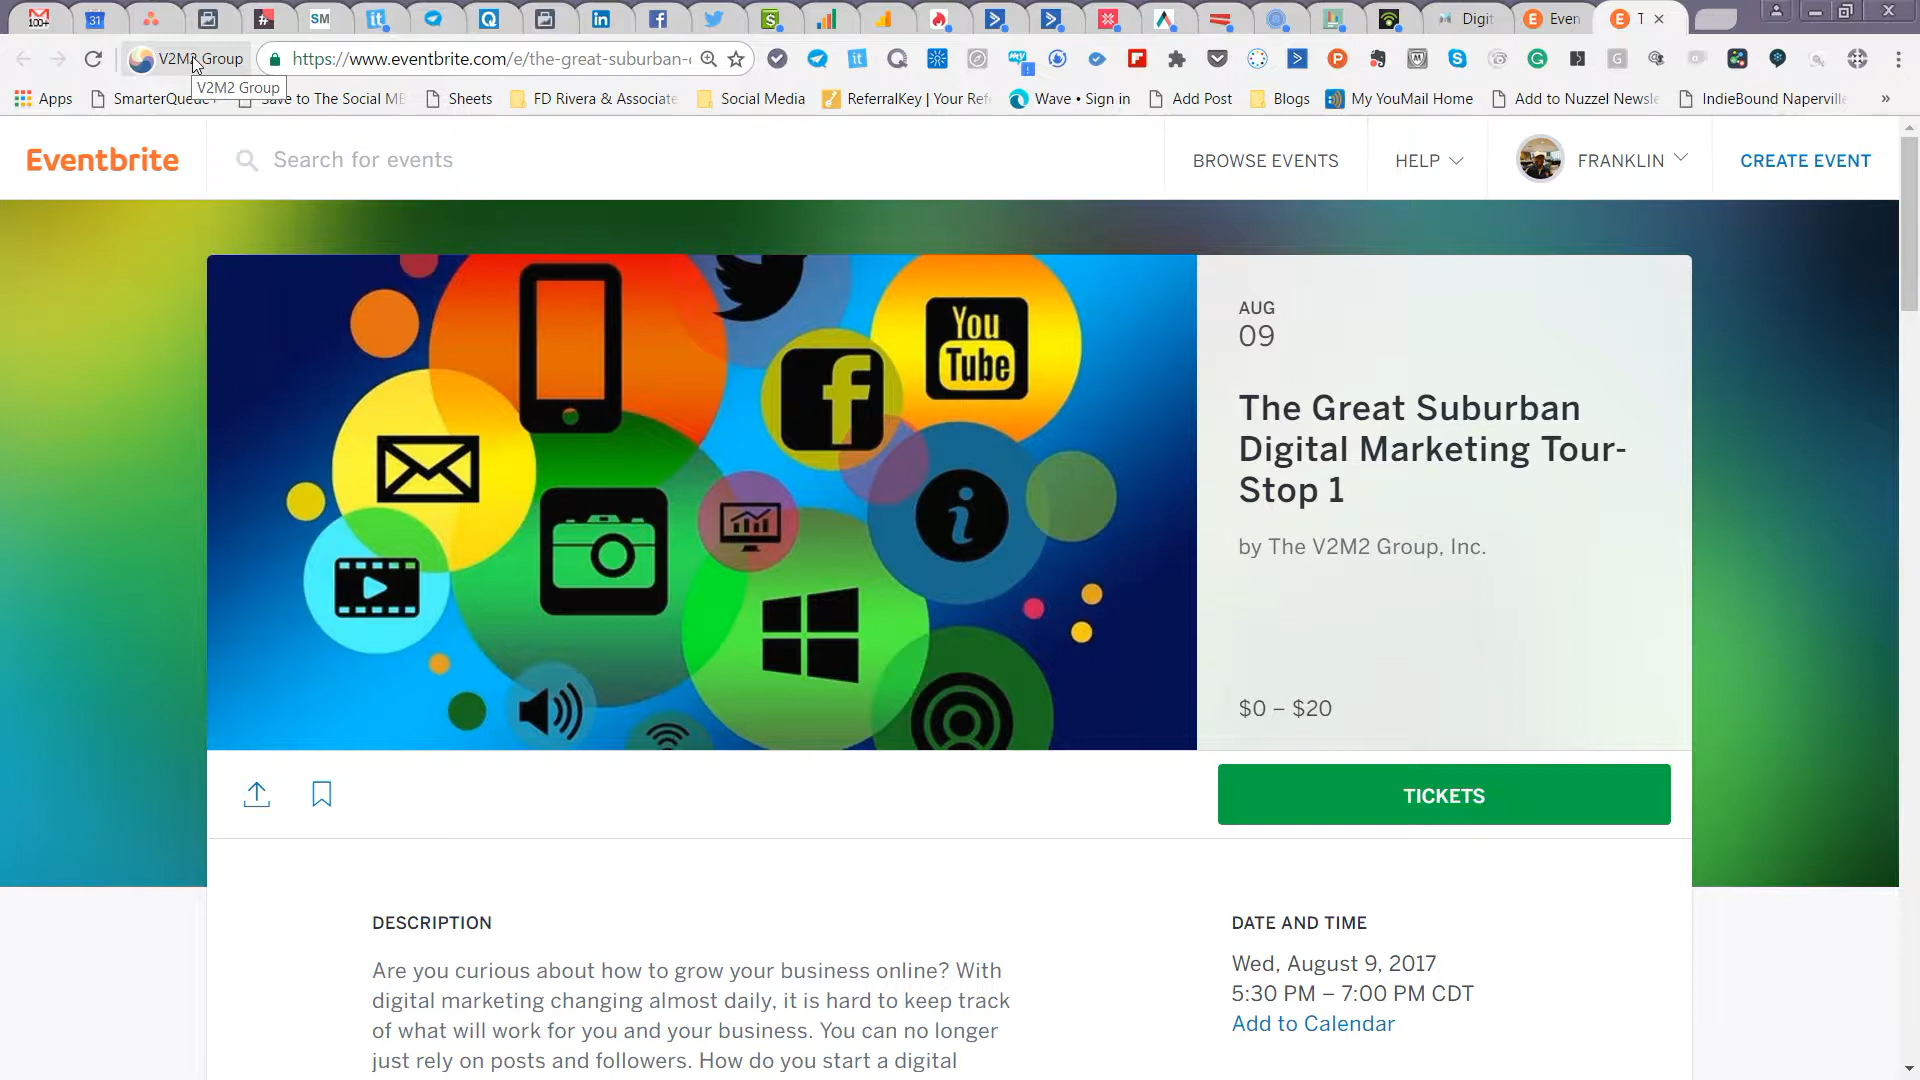 100+
31
SM
it
Q
in
f
S
Digit
E Even
E T
V2M2 Group
https://www.eventbrite.com/e/the-great-suburban-
V2M2 Group
Apps
SmarterQueue
Save to The Social ME
Sheets
FD Rivera & Associate
Social Media
ReferralKey | Your Ref
Wave • Sign in
Add Post
Blogs
My YouMail Home
Add to Nuzzel Newsle
IndieBound Naperville
»
Eventbrite
Search for events
BROWSE EVENTS
HELP
FRANKLIN
CREATE EVENT
You
Tube
f
i
AUG
09
The Great Suburban
Digital Marketing Tour-
Stop 1
by The V2M2 Group, Inc.
$0 – $20
TICKETS
DESCRIPTION
Are you curious about how to grow your business online? With
digital marketing changing almost daily, it is hard to keep track
of what will work for you and your business. You can no longer
just rely on posts and followers. How do you start a digital
DATE AND TIME
Wed, August 9, 2017
5:30 PM – 7:00 PM CDT
Add to Calendar